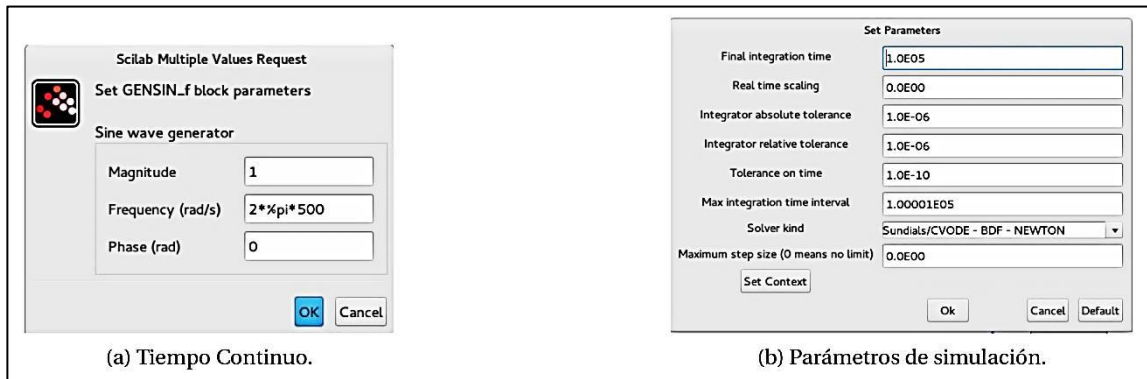 Scilab Multiple Values Request
Set GENSIN_f block parameters
Sine wave generator
Magnitude 1
Frequency (rad/s) 2*%pi*500
Phase (rad) 0
OK Cancel
(a) Tiempo Continuo.
Set Parameters
Final integration time 1.0E05
Real time scaling 0.0E00
Integrator absolute tolerance 1.0E-06
Integrator relative tolerance 1.0E-06
Tolerance on time 1.0E-10
Max integration time interval 1.00001E05
Solver kind Sundials/CVODE - BDF - NEWTON
Maximum step size (0 means no limit) 0.0E00
Set Context
Ok Cancel Default
(b) Parámetros de simulación.